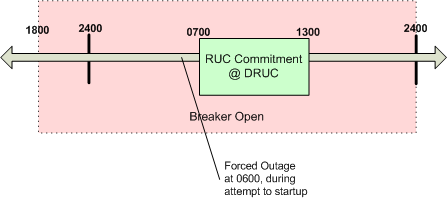 1800
2400
0700
1300
2400
RUC Commitment
@ DRUC
Breaker Open
Forced Outage
at 0600, during
attempt to startup